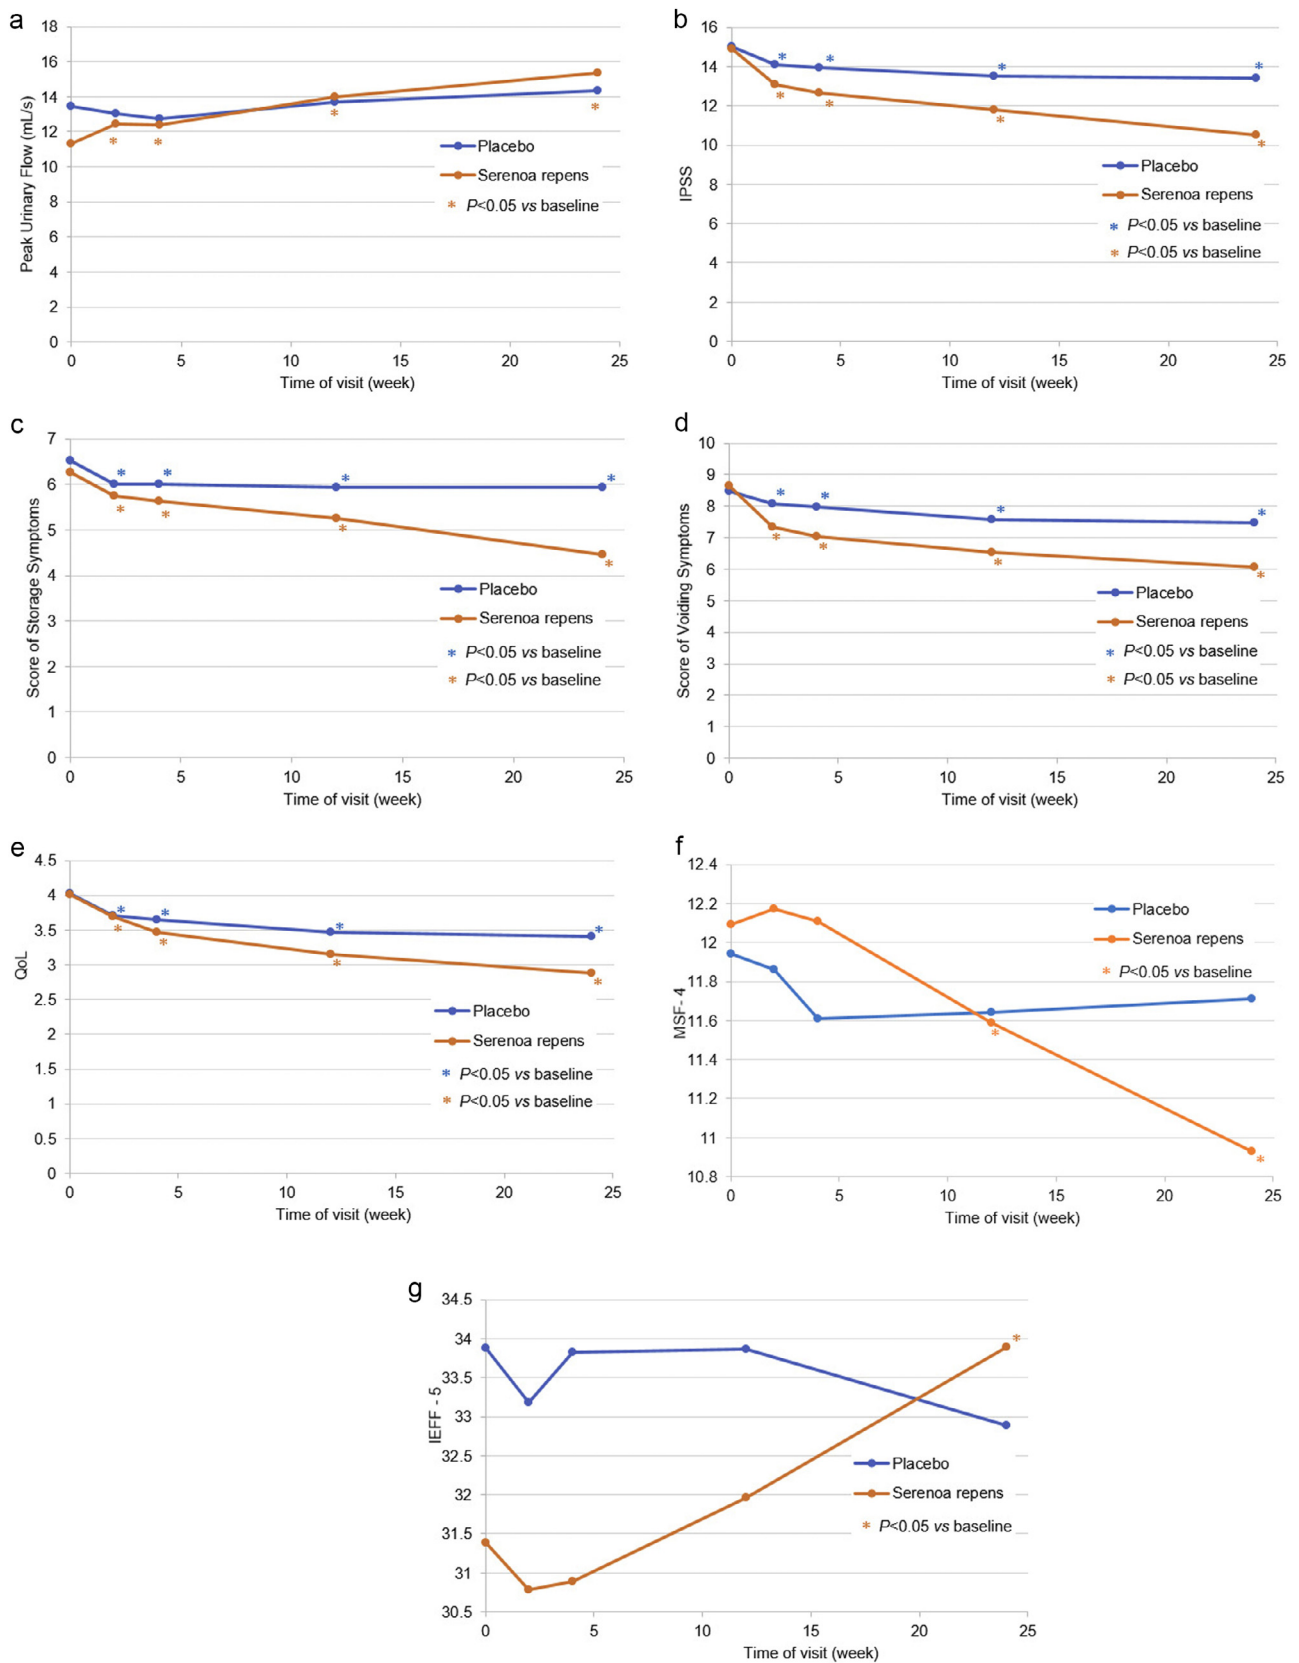 a
18
16
14
12
10
8
6
4
2
0
Peak Urinary Flow (mL/s)
Placebo
Serenoa repens
* P<0.05 vs baseline
0 5 10 15 20 25
Time of visit (week)
b
16
14
12
10
8
6
4
2
0
IPSS
Placebo
Serenoa repens
* P<0.05 vs baseline
* P<0.05 vs baseline
0 5 10 15 20 25
Time of visit (week)
c
7
6
5
4
3
2
1
0
Score of Storage Symptoms
Placebo
Serenoa repens
* P<0.05 vs baseline
* P<0.05 vs baseline
0 5 10 15 20 25
Time of visit (week)
d
10
9
8
7
6
5
4
3
2
1
0
Score of Voiding Symptoms
Placebo
Serenoa repens
* P<0.05 vs baseline
* P<0.05 vs baseline
0 5 10 15 20 25
Time of visit (week)
e
4.5
4
3.5
3
2.5
2
1.5
1
0.5
0
QoL
Placebo
Serenoa repens
* P<0.05 vs baseline
* P<0.05 vs baseline
0 5 10 15 20 25
Time of visit (week)
f
12.4
12.2
12
11.8
11.6
11.4
11.2
11
10.8
MSF- 4
Placebo
Serenoa repens
* P<0.05 vs baseline
0 5 10 15 20 25
Time of visit (week)
g
34.5
34
33.5
33
32.5
32
31.5
31
30.5
IEFF - 5
Placebo
Serenoa repens
* P<0.05 vs baseline
0 5 10 15 20 25
Time of visit (week)